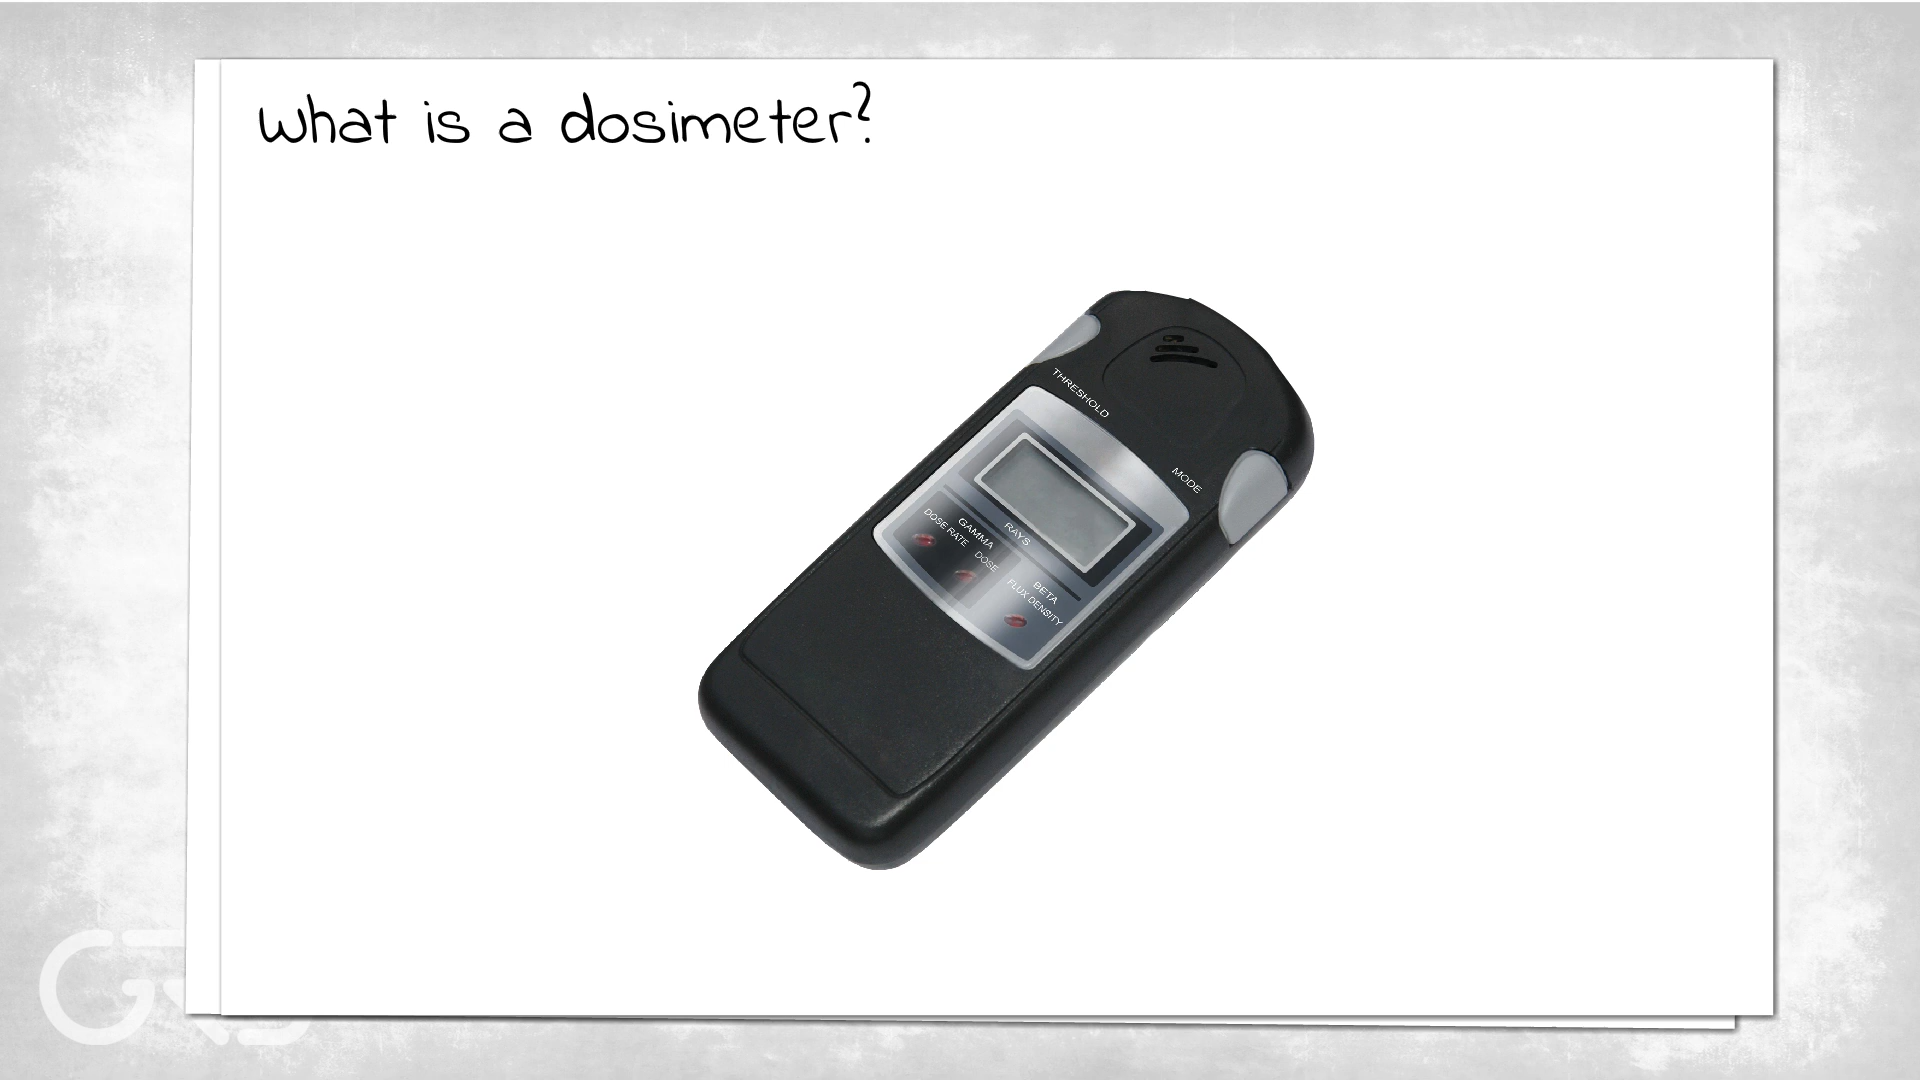 What is a dosimeter?
THRESHOLD
MODE
GAMMA
RAYS
BETA
DOSE RATE
DOSE
FLUX DENSITY